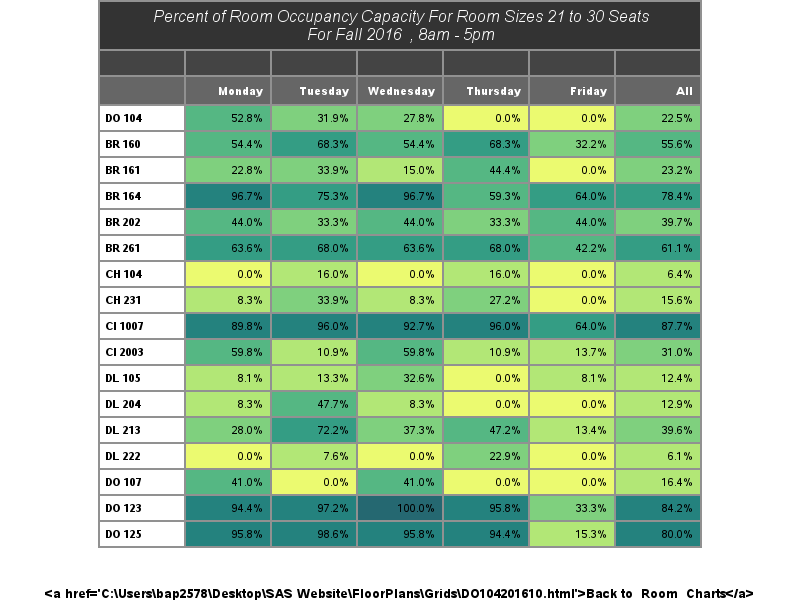 Percent of Room Occupancy Capacity For Room Sizes 21 to 30 Seats
For Fall 2016 , 8am - 5pm
Monday Tuesday Wednesday Thursday Friday All
DO 104 52.8% 31.9% 27.8% 0.0% 0.0% 22.5%
BR 160 54.4% 68.3% 54.4% 68.3% 32.2% 55.6%
BR 161 22.8% 33.9% 15.0% 44.4% 0.0% 23.2%
BR 164 96.7% 75.3% 96.7% 59.3% 64.0% 78.4%
BR 202 44.0% 33.3% 44.0% 33.3% 44.0% 39.7%
BR 261 63.6% 68.0% 63.6% 68.0% 42.2% 61.1%
CH 104 0.0% 16.0% 0.0% 16.0% 0.0% 6.4%
CH 231 8.3% 33.9% 8.3% 27.2% 0.0% 15.6%
CI 1007 89.8% 96.0% 92.7% 96.0% 64.0% 87.7%
CI 2003 59.8% 10.9% 59.8% 10.9% 13.7% 31.0%
DL 105 8.1% 13.3% 32.6% 0.0% 8.1% 12.4%
DL 204 8.3% 47.7% 8.3% 0.0% 0.0% 12.9%
DL 213 28.0% 72.2% 37.3% 47.2% 13.4% 39.6%
DL 222 0.0% 7.6% 0.0% 22.9% 0.0% 6.1%
DO 107 41.0% 0.0% 41.0% 0.0% 0.0% 16.4%
DO 123 94.4% 97.2% 100.0% 95.8% 33.3% 84.2%
DO 125 95.8% 98.6% 95.8% 94.4% 15.3% 80.0%
<a href='C:\Users\bap2578\Desktop\SAS Website\FloorPlans\Grids\DO104201610.html'>Back to Room Charts</a>